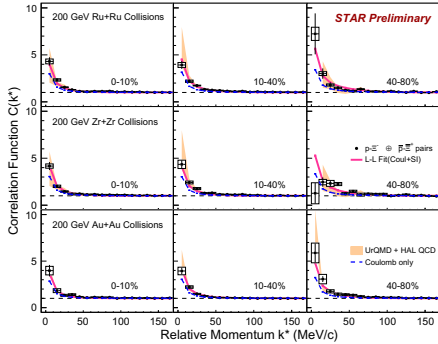 200 GeV Ru+Ru Collisions
STAR Preliminary
10
5
0
0-10%
10-40%
40-80%
Correlation Function C(k*)
200 GeV Zr+Zr Collisions
p-Ξ⁻ ⊕ p̄-Ξ̄⁺ pairs
L-L Fit(Coul+SI)
5
0
0-10%
10-40%
40-80%
200 GeV Au+Au Collisions
UrQMD + HAL QCD
Coulomb only
5
0
0-10%
10-40%
40-80%
0 50 100 150 0 50 100 150 0 50 100 150
Relative Momentum k* (MeV/c)